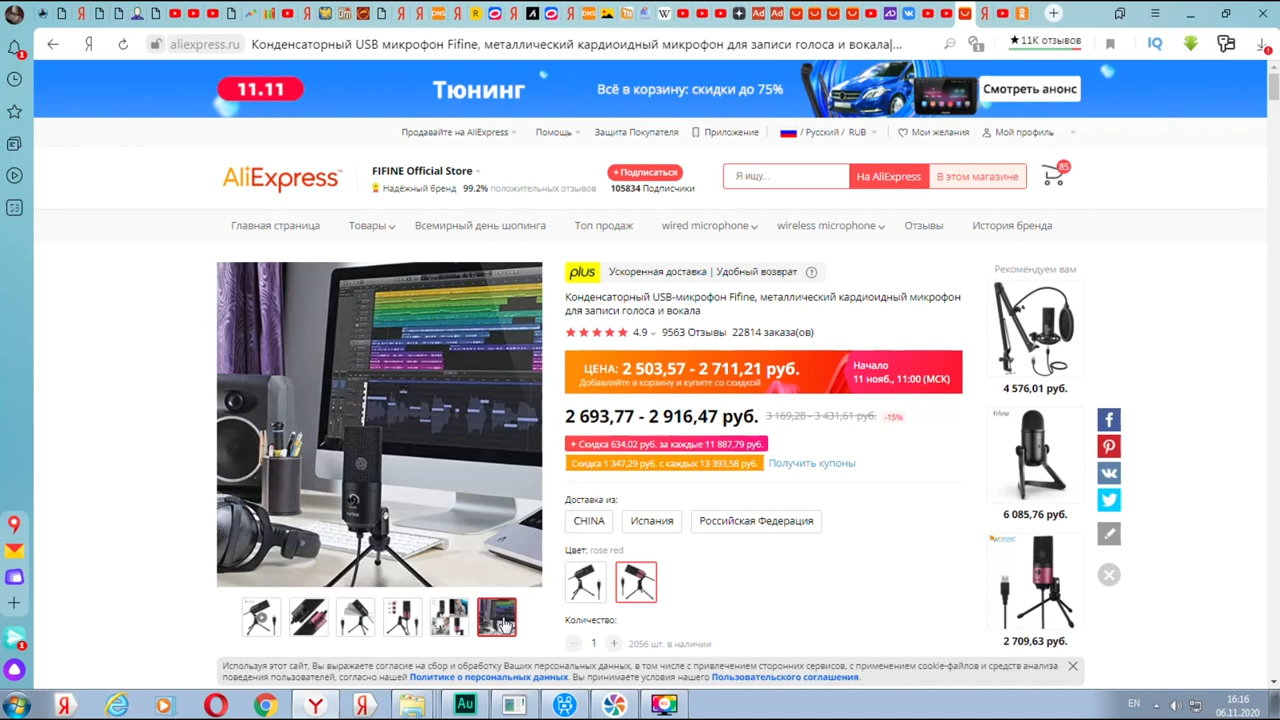 aliexpress.ru
Конденсаторный USB микрофон Fifine, металлический кардиоидный микрофон для записи голоса и вокала|...
★11К отзывов
11.11
Тюнинг
Всё в корзину: скидки до 75%
Смотреть анонс
Продавайте на AliExpress
Помощь
Защита Покупателя
Приложение
/ Русский / RUB
Мои желания
Мой профиль
AliExpress
FIFINE Official Store
Надёжный бренд 99.2% положительных отзывов
+ Подписаться
105834 Подписчики
Я ищу...
На AliExpress
В этом магазине
85
Главная страница
Товары
Всемирный день шопинга
Топ продаж
wired microphone
wireless microphone
Отзывы
История бренда
plus
Ускоренная доставка | Удобный возврат
Конденсаторный USB-микрофон Fifine, металлический кардиоидный микрофон
для записи голоса и вокала
4.9
9563 Отзывы
22814 заказа(ов)
ЦЕНА: 2 503,57 - 2 711,21 руб.
Добавляйте в корзину и купите со скидкой
Начало
11 нояб., 11:00 (МСК)
2 693,77 - 2 916,47 руб.
3 169,28 - 3 431,61 руб.
-15%
+ Скидка 634,02 руб. за каждые 11 887,79 руб.
Скидка 1 347,29 руб. с каждых 13 393,58 руб.
Получить купоны
Доставка из:
CHINA
Испания
Российская Федерация
Цвет: rose red
Количество:
1
2056 шт. в наличии
Рекомендуем вам
4 576,01 руб.
fifine
6 085,76 руб.
2 709,63 руб.
Используя этот сайт, Вы выражаете согласие на сбор и обработку Ваших персональных данных, в том числе с привлечением сторонних сервисов, с применением cookie-файлов и средств анализа
поведения пользователей, согласно нашей Политике о персональных данных. Вы принимаете условия нашего Пользовательского соглашения.
EN
16:16
06.11.2020